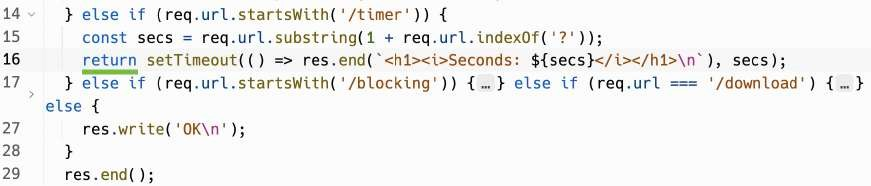 14 } else if (req.url.startsWith('/timer')) {
15 const secs = req.url.substring(1 + req.url.indexOf('?'));
16 return setTimeout(() => res.end(`<h1><i>Seconds: ${secs}</i></h1>\n`), secs);
17 } else if (req.url.startsWith('/blocking')) {…} else if (req.url === '/download') {…}
else {
27 res.write('OK\n');
28 }
29 res.end();